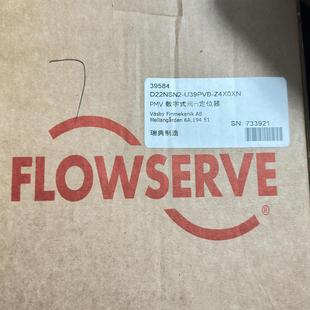 39584
D22NSN2-U39PVB-Z4X0XN
PMV 数字式阀门定位器
Väsby Finmekanik AB
Mellangården 6A,194 51
SN: 733921
瑞典制造
FLOWSERVE
®